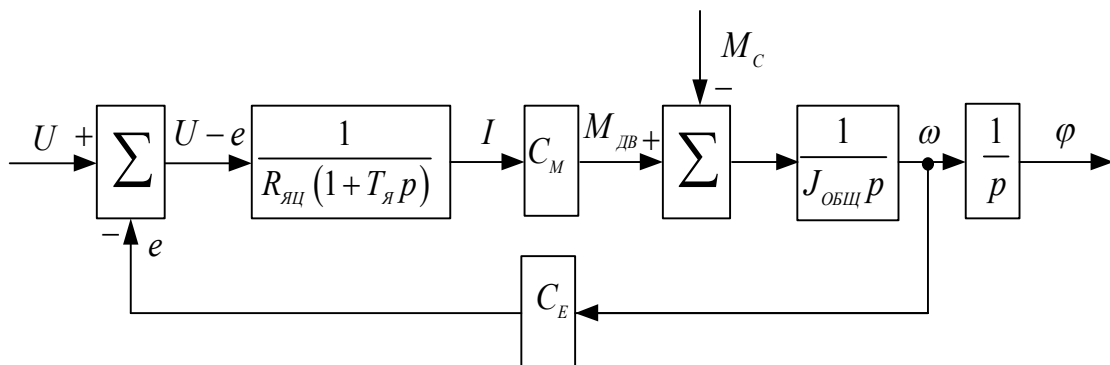 M_C
U + ∑ U − e 1 / R_ЯЦ (1 + T_Я p) I C_M M_ДВ + − ∑ 1 / J_ОБЩ p ω 1 / p φ
− e
C_E